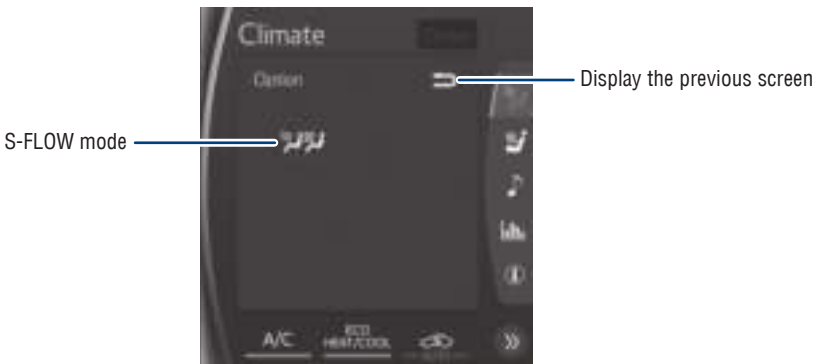 Climate
Option
Display the previous screen
S-FLOW mode
A/C
ECO
HEAT/COOL